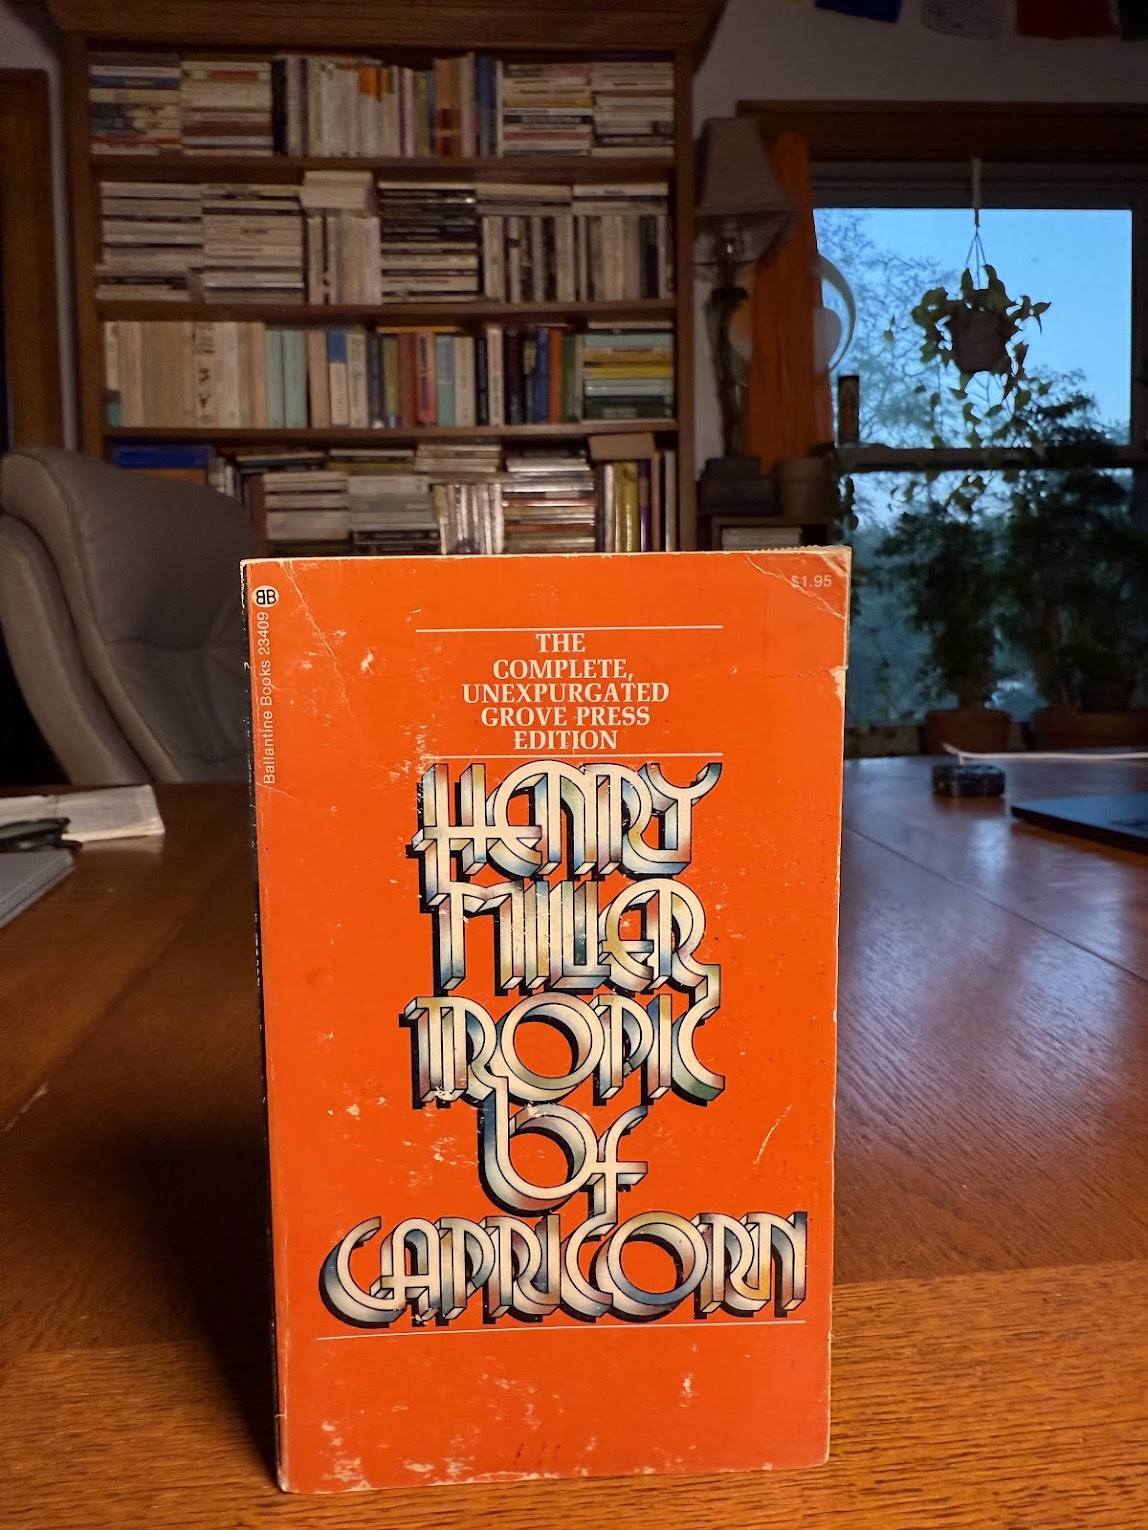 BB
Ballantine Books 23409
$1.95
THE
COMPLETE,
UNEXPURGATED
GROVE PRESS
EDITION
HENRY
MILLER
TROPIC
of
CAPRICORN